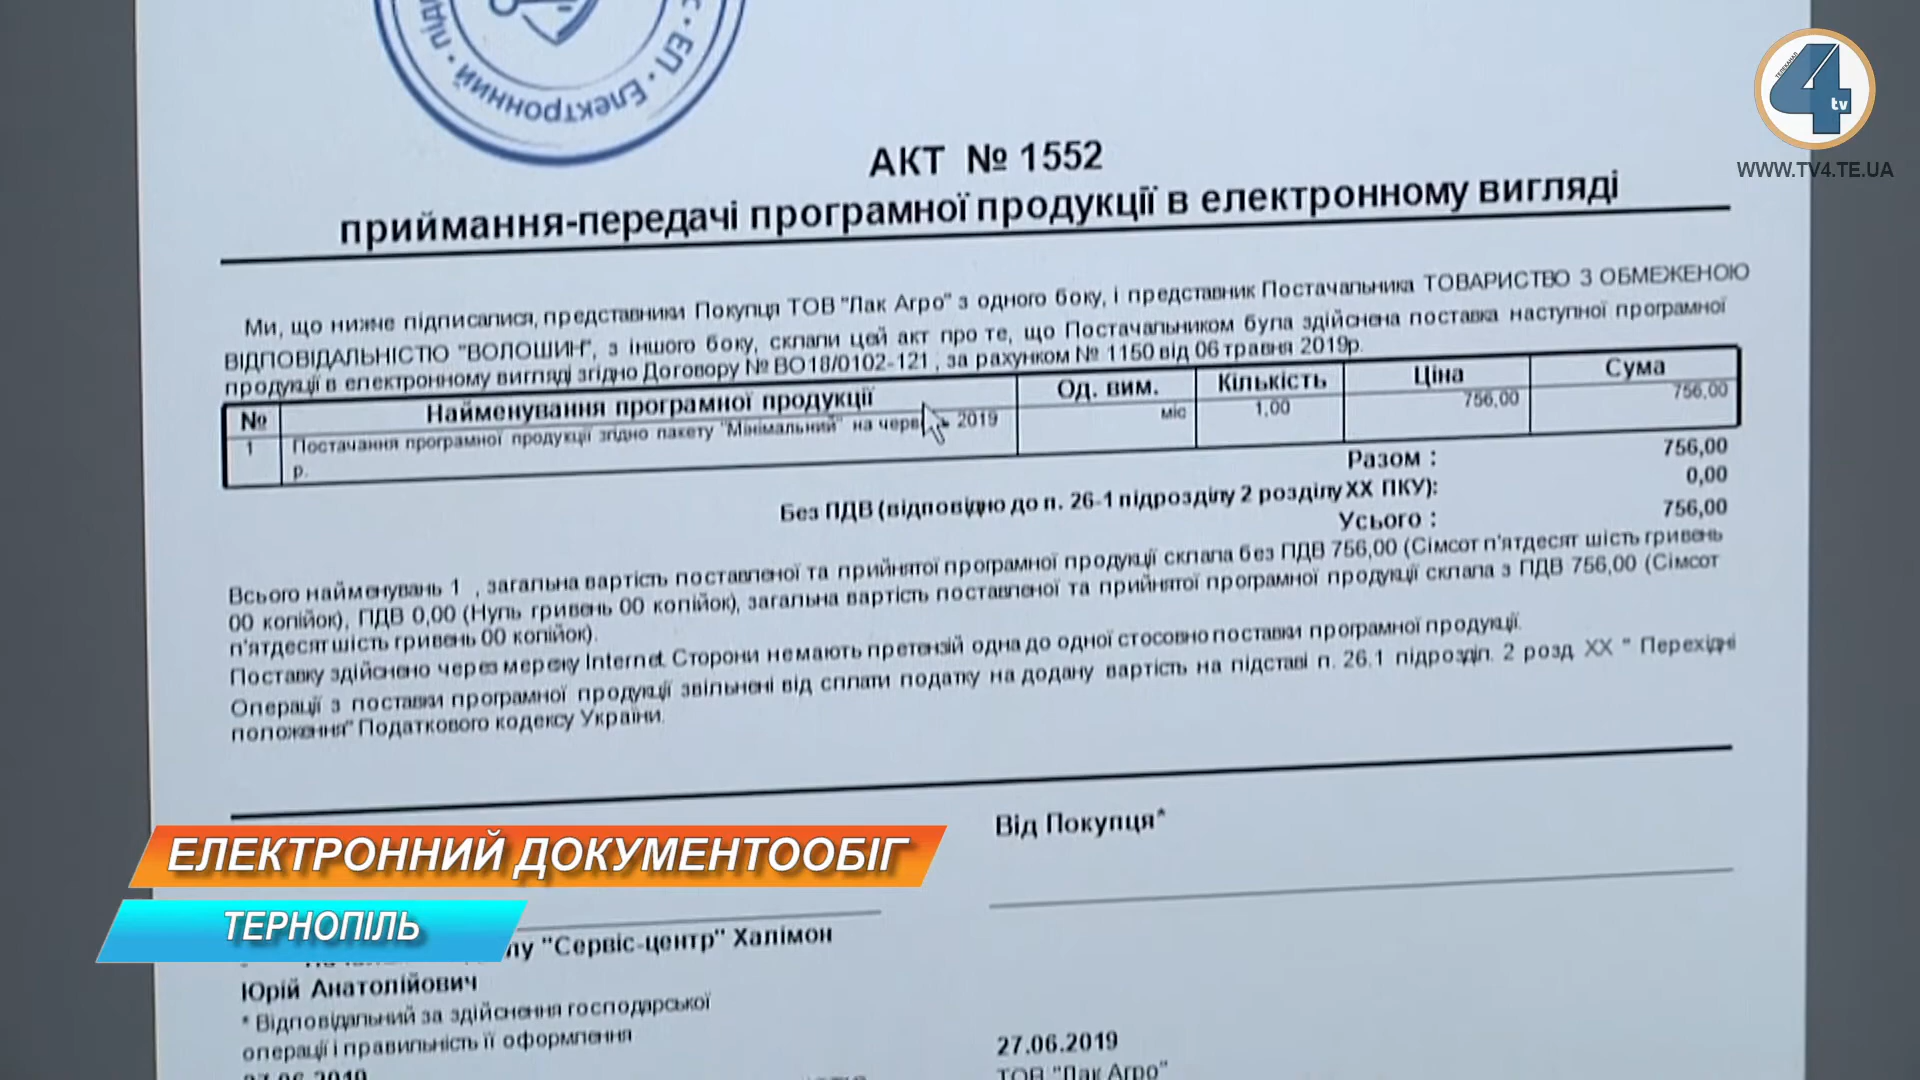 ЕП • Електронний • підп
ТЕЛЕКАНАЛ
4
tv
WWW.TV4.TE.UA
АКТ № 1552
приймання-передачі програмної продукції в електронному вигляді
Ми, що нижче підписалися, представники Покупця ТОВ "Лак Агро" з одного боку, і представник Постачальника ТОВАРИСТВО З ОБМЕЖЕНОЮ
ВІДПОВІДАЛЬНІСТЮ "ВОЛОШИН", з іншого боку, склали цей акт про те, що Постачальником була здійснена поставка наступної програмної
продукції в електронному вигляді згідно Договору № ВО18/0102-121 , за рахунком № 1150 від 06 травня 2019р.
№ Найменування програмної продукції Од. вим. Кількість Ціна Сума
1 Постачання програмної продукції згідно пакету "Мінімальний" на черв 2019 міс 1,00 756,00 756,00
р.
Разом : 756,00
Без ПДВ (відповідно до п. 26-1 підрозділу 2 розділу ХХ ПКУ): 0,00
Усього : 756,00
Всього найменувань 1 , загальна вартість поставленої та прийнятої програмної продукції склала без ПДВ 756,00 (Сімсот п'ятдесят шість гривень
00 копійок), ПДВ 0,00 (Нуль гривень 00 копійок), загальна вартість поставленої та прийнятої програмної продукції склала з ПДВ 756,00 (Сімсот
п'ятдесят шість гривень 00 копійок).
Поставку здійснено через мережу Internet. Сторони не мають претензій одна до одної стосовно поставки програмної продукції.
Операції з поставки програмної продукції звільнені від сплати податку на додану вартість на підставі п. 26.1 підрозділ. 2 розд ХХ " Перехідні
положення" Податкового кодексу України.
Від Покупця*
ЕЛЕКТРОННИЙ ДОКУМЕНТООБІГ
ТЕРНОПІЛЬ
лу "Сервіс-центр" Халімон
Юрій Анатолійович
* Відповідальний за здійснення господарської
операції і правильність її оформлення
27.06.2019
27.06.2019
ТОВ "Лак Агро"